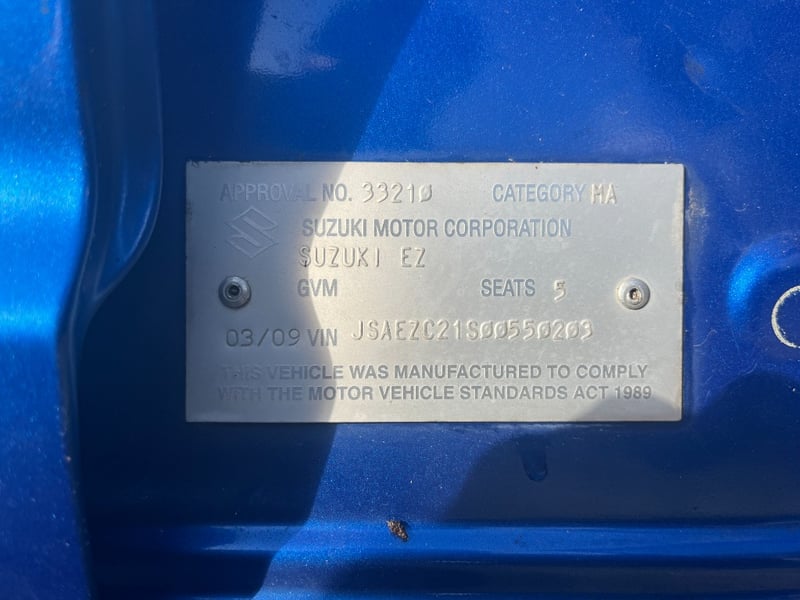 APPROVAL NO. 33210 CATEGORY MA
SUZUKI MOTOR CORPORATION
SUZUKI EZ
GVM SEATS 5
03/09 VIN JSAEZC21S00550203
THIS VEHICLE WAS MANUFACTURED TO COMPLY
WITH THE MOTOR VEHICLE STANDARDS ACT 1989